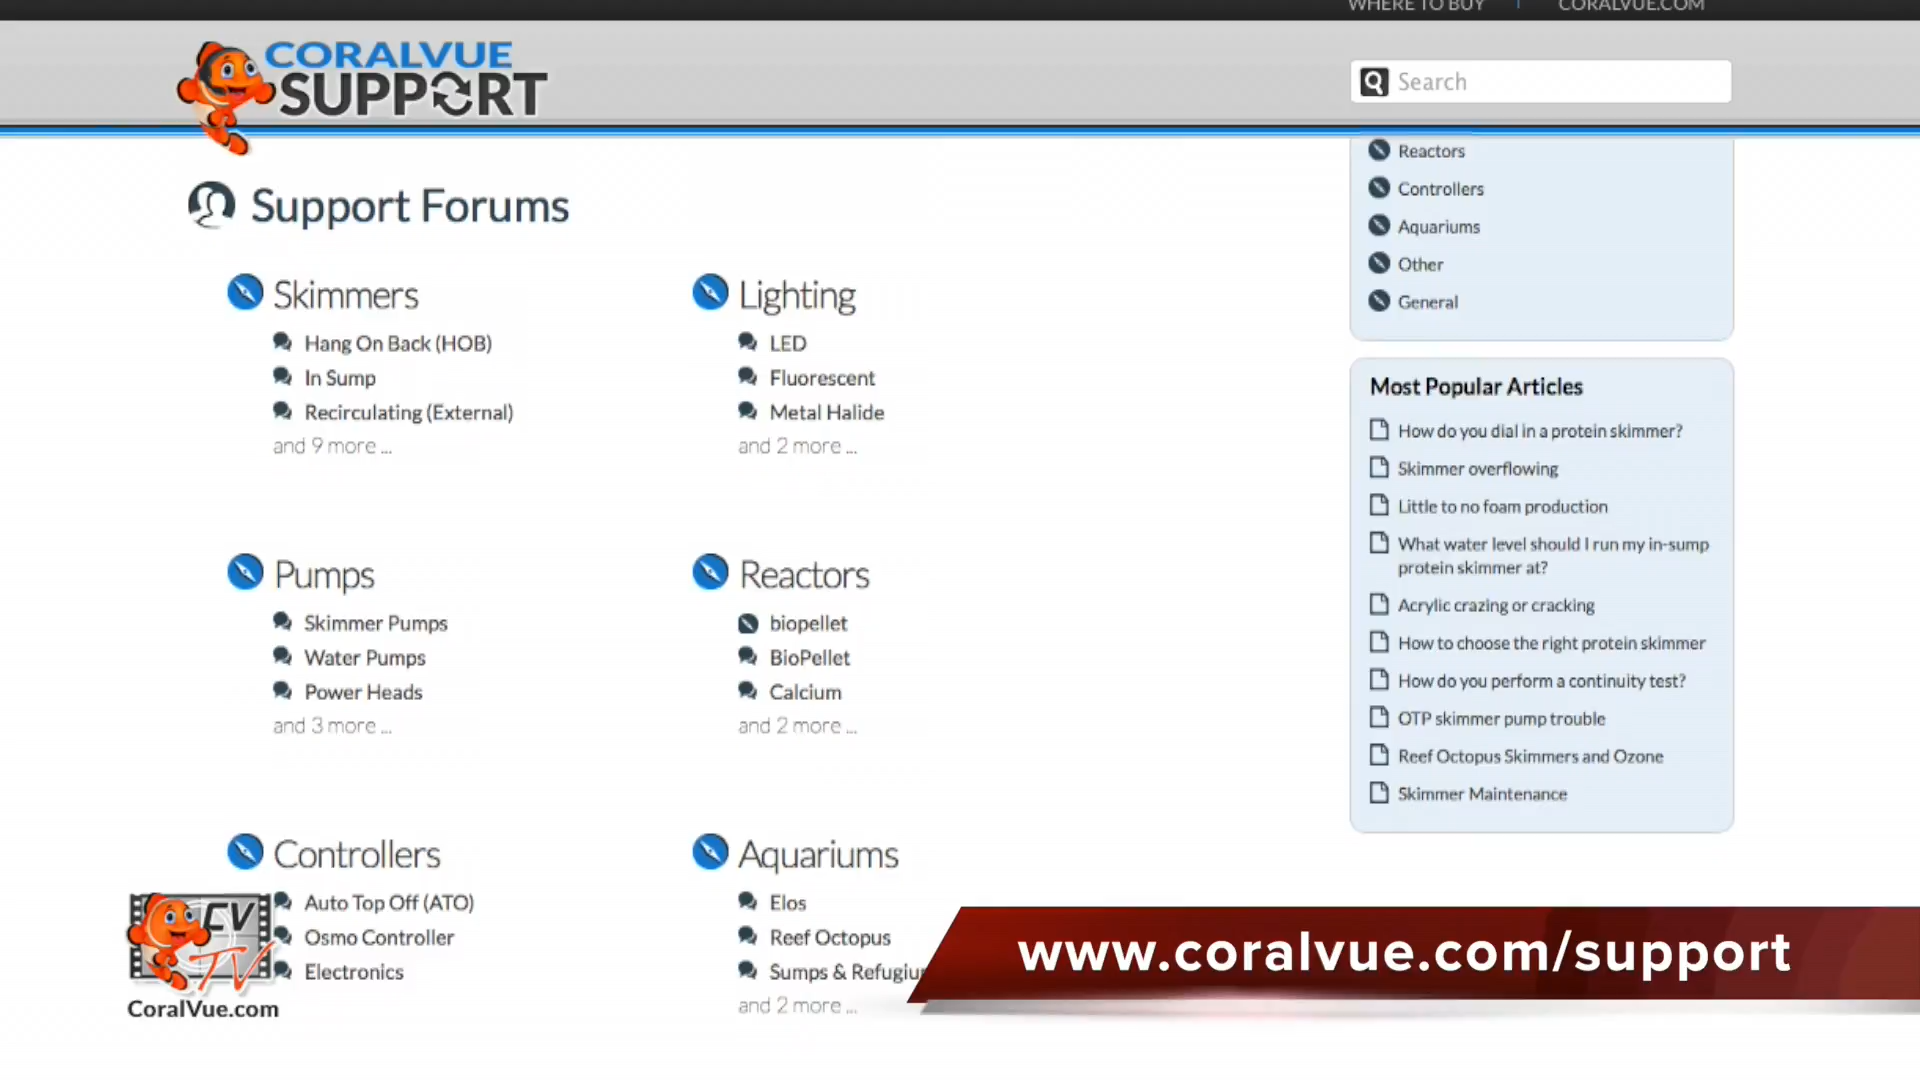 WHERE TO BUY
CORALVUE.COM
CORALVUE
SUPPORT
Search
Support Forums
Skimmers
Hang On Back (HOB)
In Sump
Recirculating (External)
and 9 more ...
Lighting
LED
Fluorescent
Metal Halide
and 2 more ...
Pumps
Skimmer Pumps
Water Pumps
Power Heads
and 3 more ...
Reactors
biopellet
BioPellet
Calcium
and 2 more ...
Controllers
Auto Top Off (ATO)
Osmo Controller
Electronics
Aquariums
Elos
Reef Octopus
Sumps &
and 2 more ...
Reactors
Controllers
Aquariums
Other
General
Most Popular Articles
How do you dial in a protein skimmer?
Skimmer overflowing
Little to no foam production
What water level should I run my in-sump
protein skimmer at?
Acrylic crazing or cracking
How to choose the right protein skimmer
How do you perform a continuity test?
OTP skimmer pump trouble
Reef Octopus Skimmers and Ozone
Skimmer Maintenance
CV
TV
CoralVue.com
www.coralvue.com/support